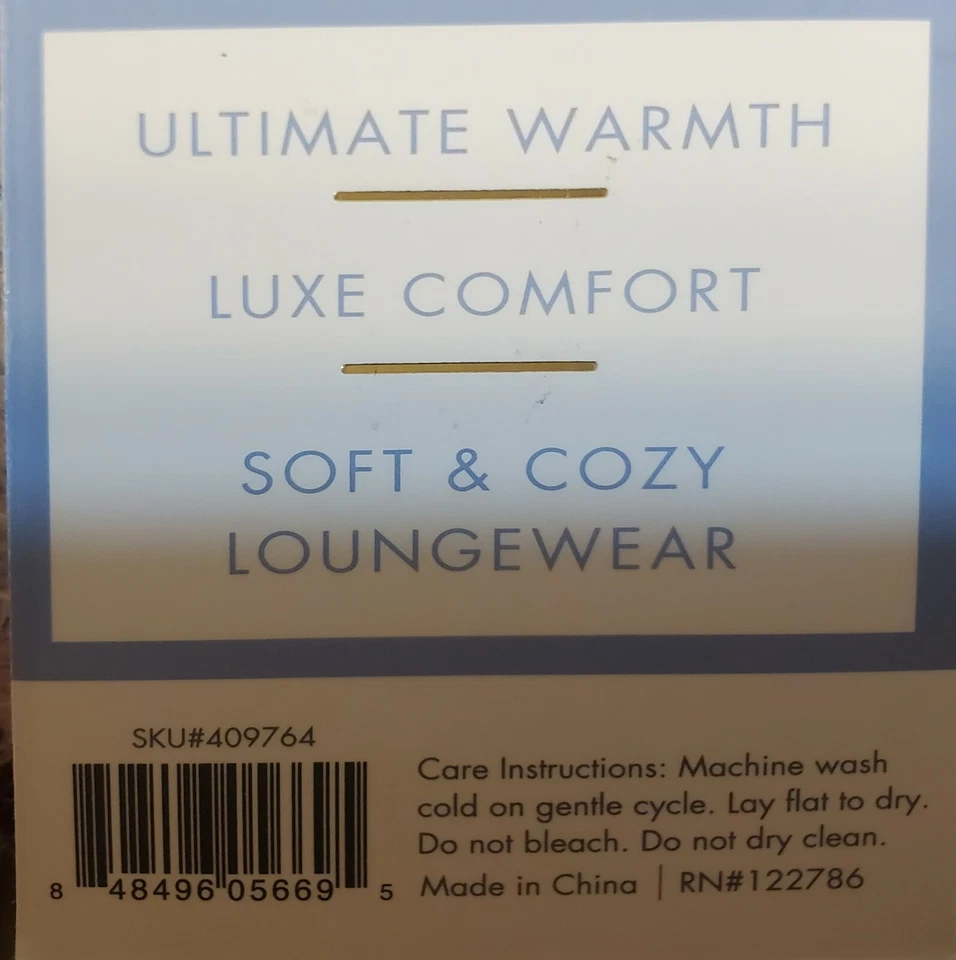 ULTIMATE WARMTH
LUXE COMFORT
SOFT & COZY
LOUNGEWEAR
SKU#409764
8 48496 05669 5
Care Instructions: Machine wash
cold on gentle cycle. Lay flat to dry.
Do not bleach. Do not dry clean.
Made in China | RN#122786